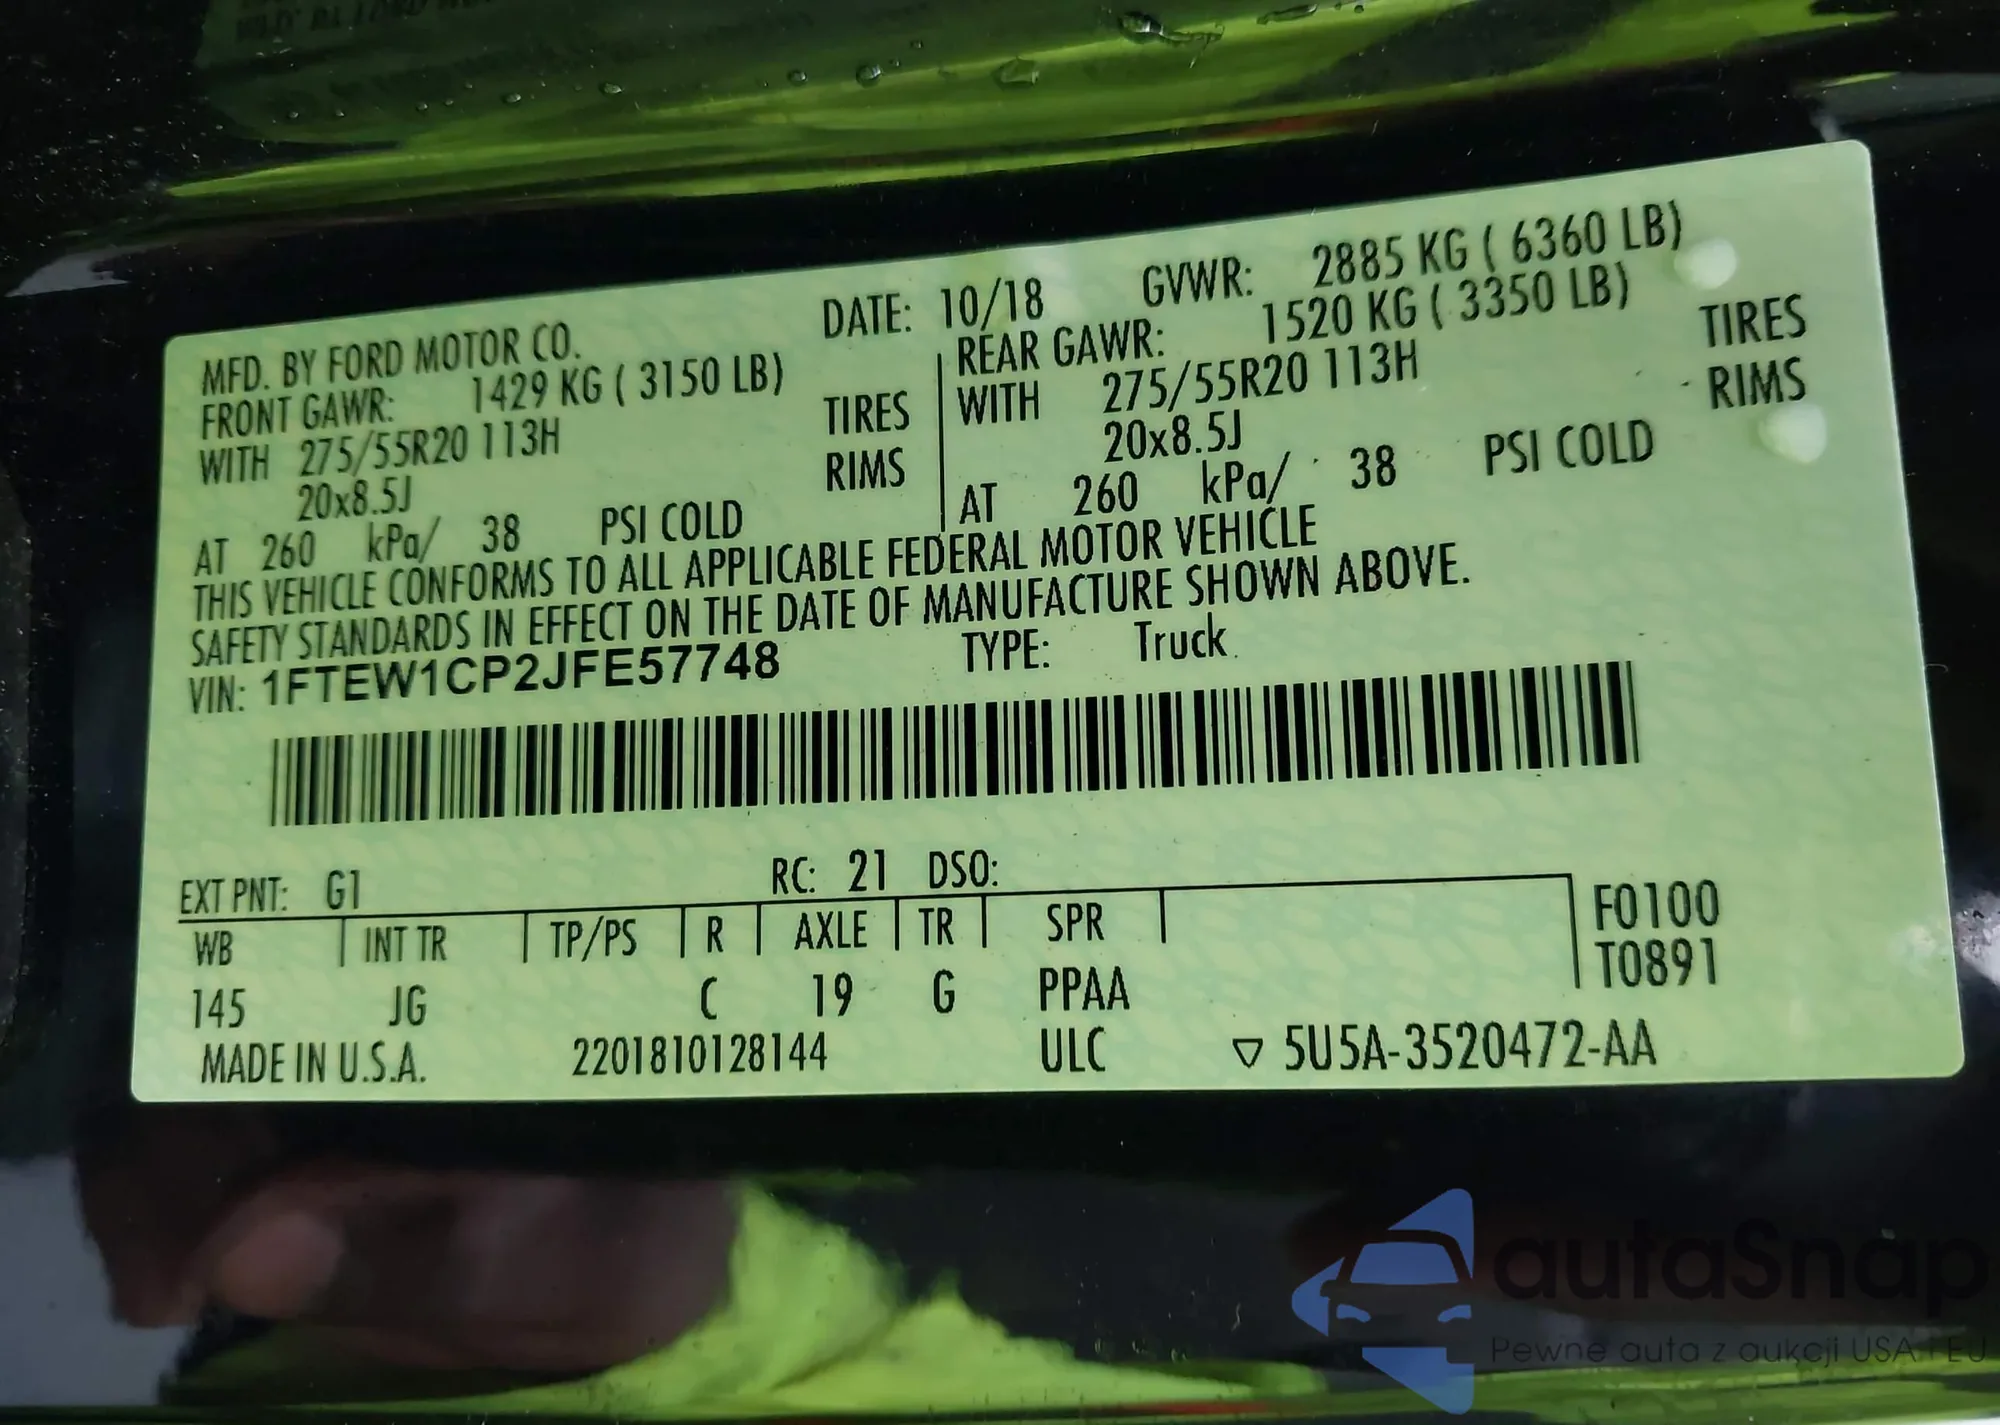 MFD. BY FORD MOTOR CO. DATE: 10/18 GVWR: 2885 KG ( 6360 LB)
FRONT GAWR: 1429 KG ( 3150 LB) REAR GAWR: 1520 KG ( 3350 LB)
WITH 275/55R20 113H TIRES WITH 275/55R20 113H TIRES
20x8.5J RIMS 20x8.5J RIMS
AT 260 kPa/ 38 PSI COLD AT 260 kPa/ 38 PSI COLD
THIS VEHICLE CONFORMS TO ALL APPLICABLE FEDERAL MOTOR VEHICLE
SAFETY STANDARDS IN EFFECT ON THE DATE OF MANUFACTURE SHOWN ABOVE.
VIN: 1FTEW1CP2JFE57748 TYPE: Truck
EXT PNT: G1 RC: 21 DSO:
WB INT TR TP/PS R AXLE TR SPR F0100
T0891
145 JG C 19 G PPAA
MADE IN U.S.A. 2201810128144 ULC ▽ 5U5A-3520472-AA
autaSnap
Pewne auta z aukcji USA i EU